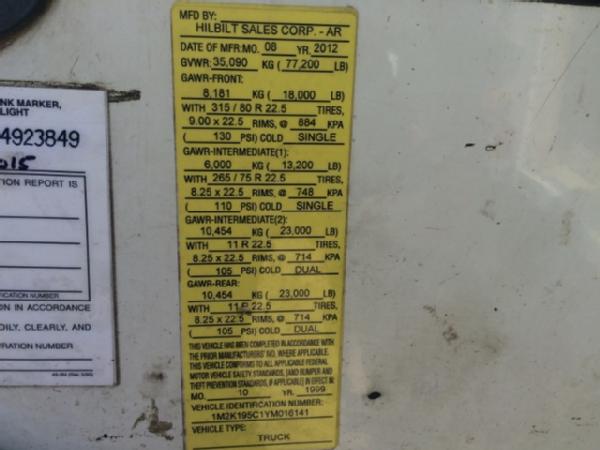 MFD BY:
HILBILT SALES CORP. - AR
DATE OF MFR:MO. 08 YR. 2012
GVWR: 35,090 KG ( 77,200 LB)
GAWR-FRONT:
8,181 KG ( 18,000 LB)
WITH 315 / 80 R 22.5 TIRES,
9.00 x 22.5 RIMS, @ 884 KPA
( 130 PSI) COLD SINGLE
GAWR-INTERMEDIATE(1):
6,000 KG ( 13,200 LB)
WITH 265 / 75 R 22.5 TIRES,
8.25 x 22.5 RIMS, @ 748 KPA
( 110 PSI) COLD SINGLE
GAWR-INTERMEDIATE(2):
10,454 KG ( 23,000 LB)
WITH 11 R 22.5 TIRES,
8.25 x 22.5 RIMS, @ 714 KPA
( 105 PSI) COLD DUAL
GAWR-REAR:
10,454 KG ( 23,000 LB)
WITH 11 R 22.5 TIRES,
8.25 x 22.5 RIMS, @ 714 KPA
( 105 PSI) COLD DUAL
THIS VEHICLE HAS BEEN COMPLETED IN ACCORDANCE
THE PRIOR MANUFACTURERS' NO. WHERE APPLICABLE.
THIS VEHICLE CONFORMS TO ALL APPLICABLE FEDERAL
MOTOR VEHICLE SAFETY STANDARDS, [AND BUMPER AND
THEFT PREVENTION STANDARDS, IF APPLICABLE] IN EFFECT IN:
MO. 10 YR. 1999
VEHICLE IDENTIFICATION NUMBER:
1M2K195C1YM016141
VEHICLE TYPE:
TRUCK
NK MARKER,
LIGHT
4923849
015
TION REPORT IS
ICATION NUMBER
ON IN ACCORDANCE
DILY, CLEARLY, AND
RATION NUMBER